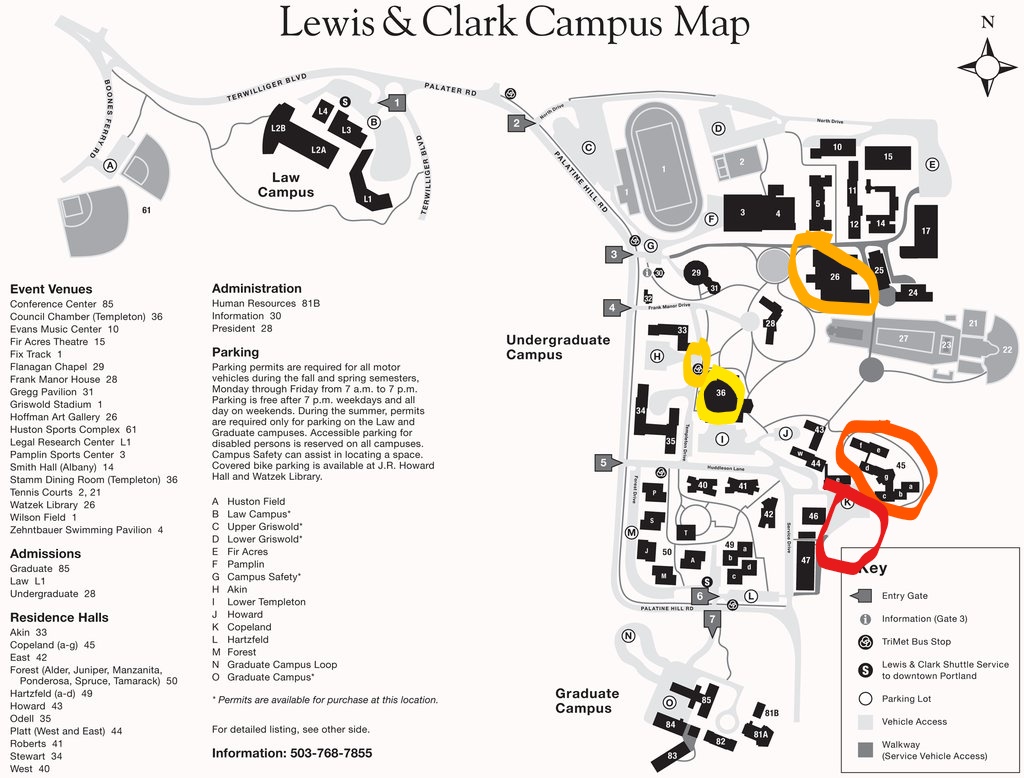 Lewis & Clark Campus Map
N
BOONES FERRY RD
TERWILLIGER BLVD
PALATER RD
TERWILLIGER BLVD
North Drive
North Drive
PALATINE HILL RD
A
61
L2B
L4
L3
L2A
L1
S
1
B
Law
Campus
2
C
D
1
1
2
F
3
4
10
15
E
5
11
12
14
17
3
G
i
30
29
31
32
26
25
24
4
Frank Manor Drive
28
33
21
27
23
22
Undergraduate
Campus
H
36
34
35
Templeton Drive
I
J
43
w
44
e
f
e
d
g
45
c
b
a
5
Huddleson Lane
K
40
41
42
46
47
Forest Drive
Service Drive
P
S
T
M
J
50
A
M
49
a
b
d
c
S
6
L
PALATINE HILL RD
7
N
Graduate
Campus
O
85
84
83
82
81B
81A
Event Venues
Conference Center 85
Council Chamber (Templeton) 36
Evans Music Center 10
Fir Acres Theatre 15
Fix Track 1
Flanagan Chapel 29
Frank Manor House 28
Gregg Pavilion 31
Griswold Stadium 1
Hoffman Art Gallery 26
Huston Sports Complex 61
Legal Research Center L1
Pamplin Sports Center 3
Smith Hall (Albany) 14
Stamm Dining Room (Templeton) 36
Tennis Courts 2, 21
Watzek Library 26
Wilson Field 1
Zehntbauer Swimming Pavilion 4
Admissions
Graduate 85
Law L1
Undergraduate 28
Residence Halls
Akin 33
Copeland (a-g) 45
East 42
Forest (Alder, Juniper, Manzanita,
Ponderosa, Spruce, Tamarack) 50
Hartzfeld (a-d) 49
Howard 43
Odell 35
Platt (West and East) 44
Roberts 41
Stewart 34
West 40
Administration
Human Resources 81B
Information 30
President 28
Parking
Parking permits are required for all motor
vehicles during the fall and spring semesters,
Monday through Friday from 7 a.m. to 7 p.m.
Parking is free after 7 p.m. weekdays and all
day on weekends. During the summer, permits
are required only for parking on the Law and
Graduate campuses. Accessible parking for
disabled persons is reserved on all campuses.
Campus Safety can assist in locating a space.
Covered bike parking is available at J.R. Howard
Hall and Watzek Library.
A Huston Field
B Law Campus*
C Upper Griswold*
D Lower Griswold*
E Fir Acres
F Pamplin
G Campus Safety*
H Akin
I Lower Templeton
J Howard
K Copeland
L Hartzfeld
M Forest
N Graduate Campus Loop
O Graduate Campus*
* Permits are available for purchase at this location.
For detailed listing, see other side.
Information: 503-768-7855
Key
Entry Gate
i Information (Gate 3)
TriMet Bus Stop
S Lewis & Clark Shuttle Service
to downtown Portland
Parking Lot
Vehicle Access
Walkway
(Service Vehicle Access)